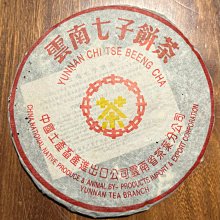 雲南七子餅茶
YUNNAN CHI TSE BEENG CHA
茶
中國土產畜產進出口公司雲南省茶葉分公司
CHINA NATIONAL NATIVE PRODUCE & ANIMAL BY-PRODUCTS IMPORT & EXPORT CORPORATION
YUNNAN TEA BRANCH